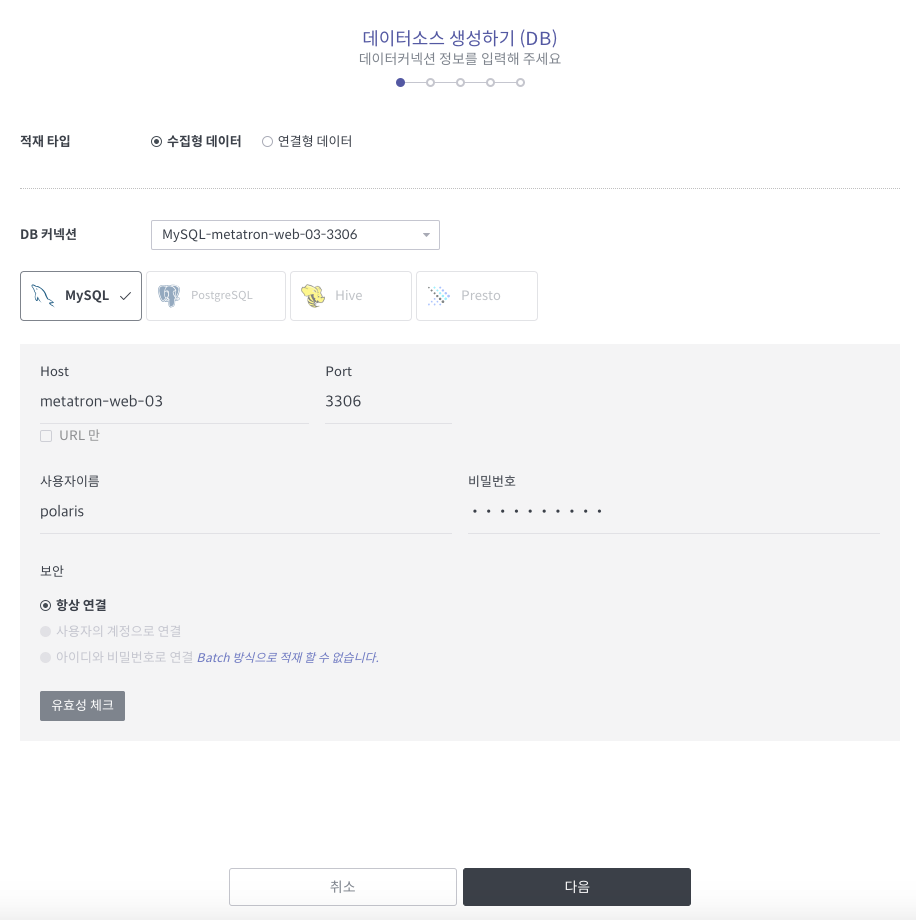 데이터소스 생성하기 (DB)
데이터커넥션 정보를 입력해 주세요
적재 타입 수집형 데이터 연결형 데이터
DB 커넥션 MySQL-metatron-web-03-3306
MySQL PostgreSQL Hive Presto
Host Port
metatron-web-03 3306
URL 만
사용자이름 비밀번호
polaris ••••••••••
보안
항상 연결
사용자의 계정으로 연결
아이디와 비밀번호로 연결 Batch 방식으로 적재 할 수 없습니다.
유효성 체크
취소 다음